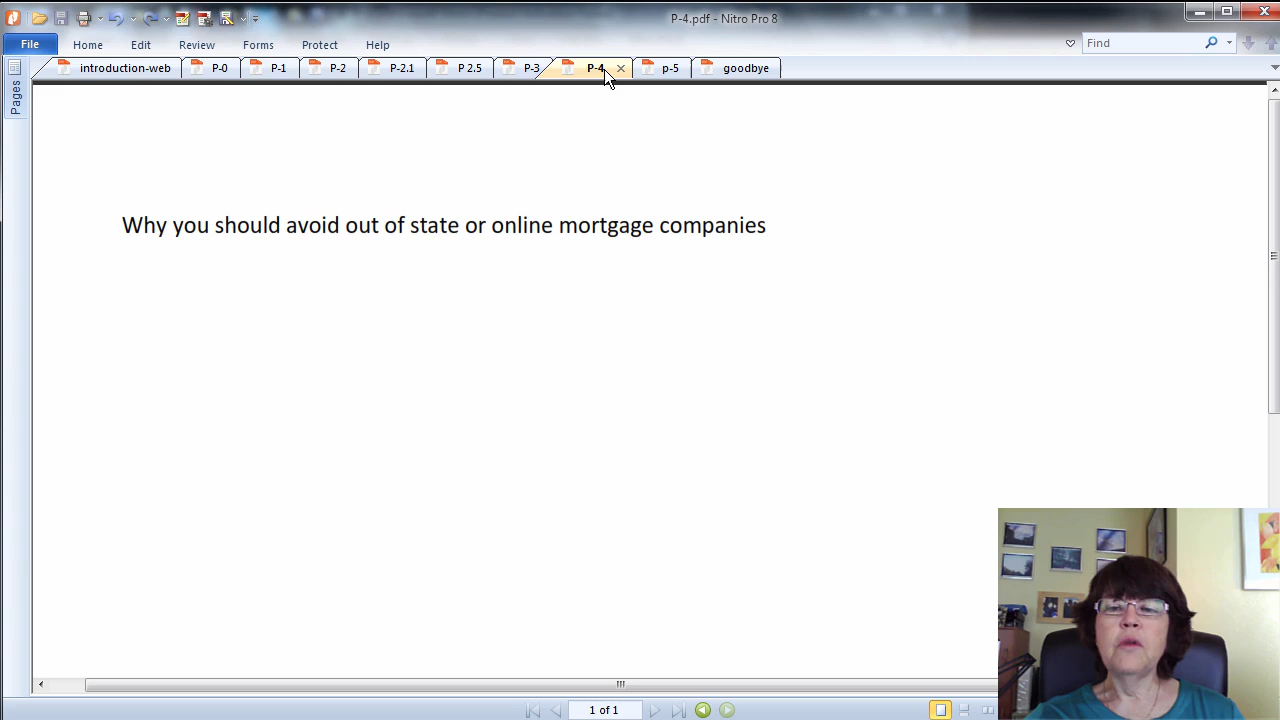 P-4.pdf - Nitro Pro 8
File Home Edit Review Forms Protect Help Find
introduction-web P-0 P-1 P-2 P-2.1 P 2.5 P-3 P-4 p-5 goodbye
Pages
Why you should avoid out of state or online mortgage companies
1 of 1